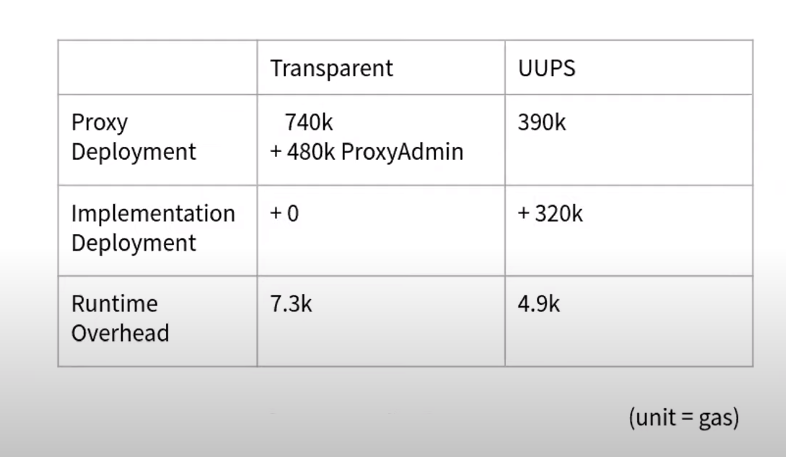 Transparent
UUPS
Proxy
Deployment
740k
+ 480k ProxyAdmin
390k
Implementation
Deployment
+ 0
+ 320k
Runtime
Overhead
7.3k
4.9k
(unit = gas)